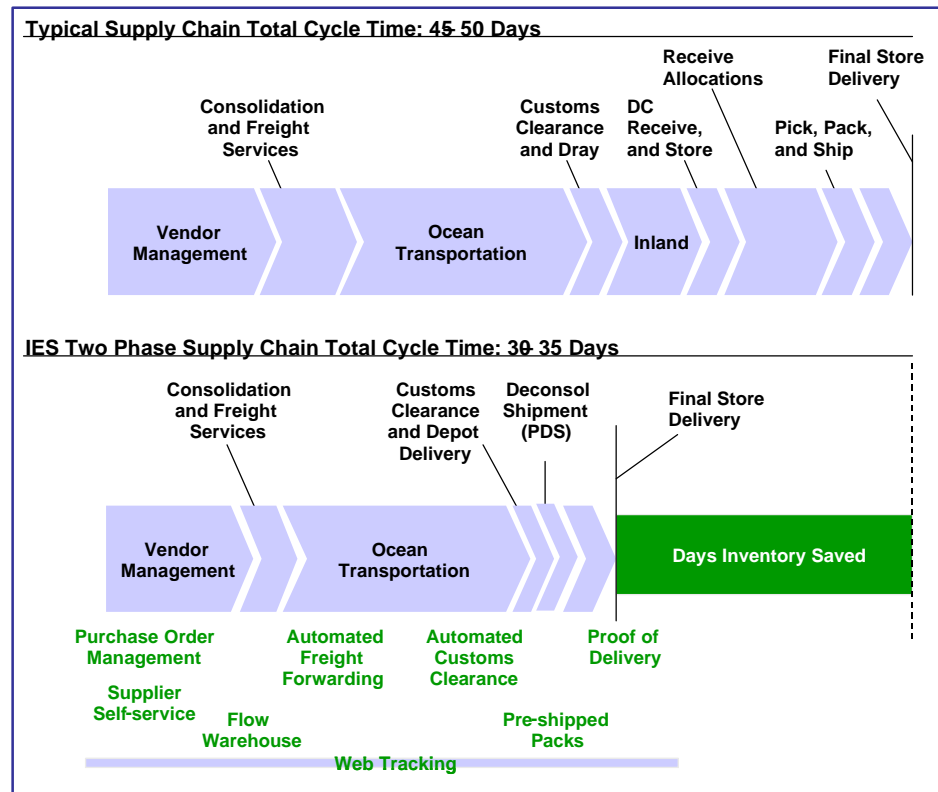 Typical Supply Chain Total Cycle Time: 45- 50 Days
Receive
Allocations
Final Store
Delivery
Consolidation
and Freight
Services
Customs
Clearance
and Dray
DC
Receive,
and Store
Pick, Pack,
and Ship
Vendor
Management
Ocean
Transportation
Inland
IES Two Phase Supply Chain Total Cycle Time: 30- 35 Days
Consolidation
and Freight
Services
Customs
Clearance
and Depot
Delivery
Deconsol
Shipment
(PDS)
Final Store
Delivery
Vendor
Management
Ocean
Transportation
Days Inventory Saved
Purchase Order
Management
Automated
Freight
Forwarding
Automated
Customs
Clearance
Proof of
Delivery
Supplier
Self-service
Flow
Warehouse
Pre-shipped
Packs
Web Tracking